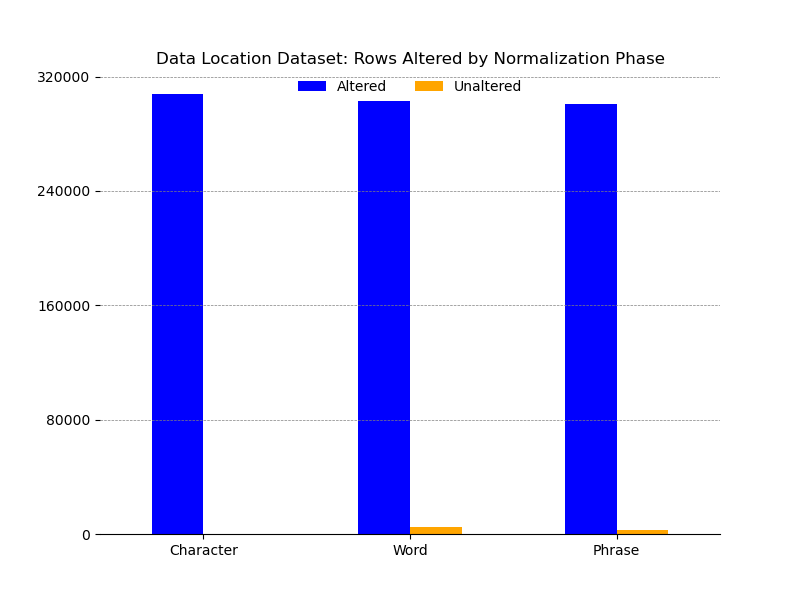 Data Location Dataset: Rows Altered by Normalization Phase
Altered
Unaltered
320000
240000
160000
80000
0
Character
Word
Phrase